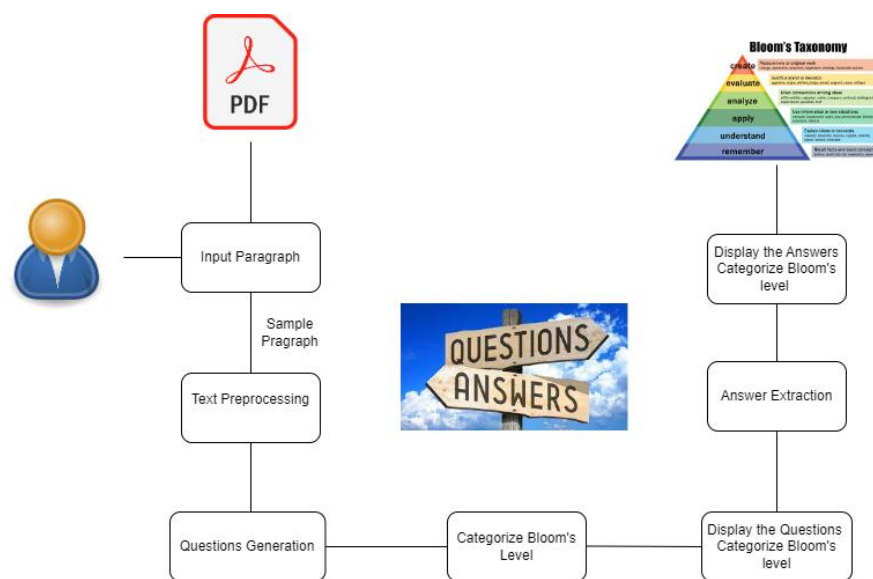 Bloom's Taxonomy
PDF
create
evaluate
analyze
apply
understand
remember
Input Paragraph
Display the Answers
Categorize Bloom's
level
Sample
Pragraph
QUESTIONS
ANSWERS
Text Preprocessing
Answer Extraction
Questions Generation
Categorize Bloom's
Level
Display the Questions
Categorize Bloom's
level